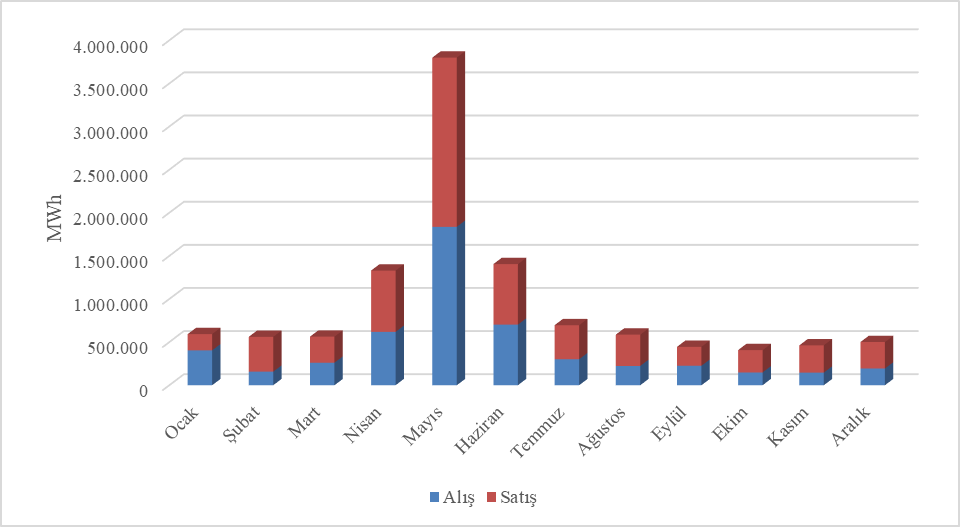 4.000.000
3.500.000
3.000.000
2.500.000
2.000.000
1.500.000
1.000.000
500.000
0
MWh
Ocak
Şubat
Mart
Nisan
Mayıs
Haziran
Temmuz
Ağustos
Eylül
Ekim
Kasım
Aralık
Alış Satış